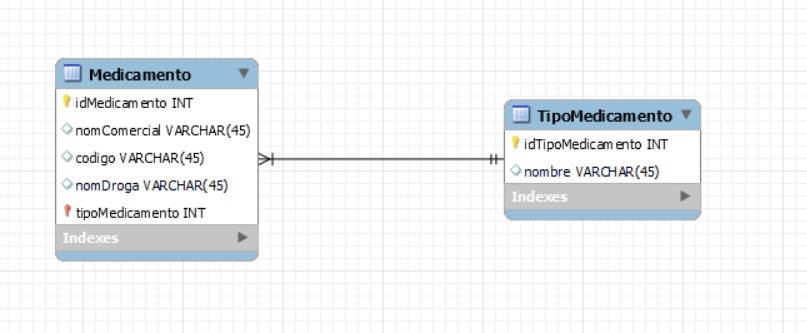 Medicamento
idMedicamento INT
nomComercial VARCHAR(45)
codigo VARCHAR(45)
nomDroga VARCHAR(45)
tipoMedicamento INT
Indexes
TipoMedicamento
idTipoMedicamento INT
nombre VARCHAR(45)
Indexes